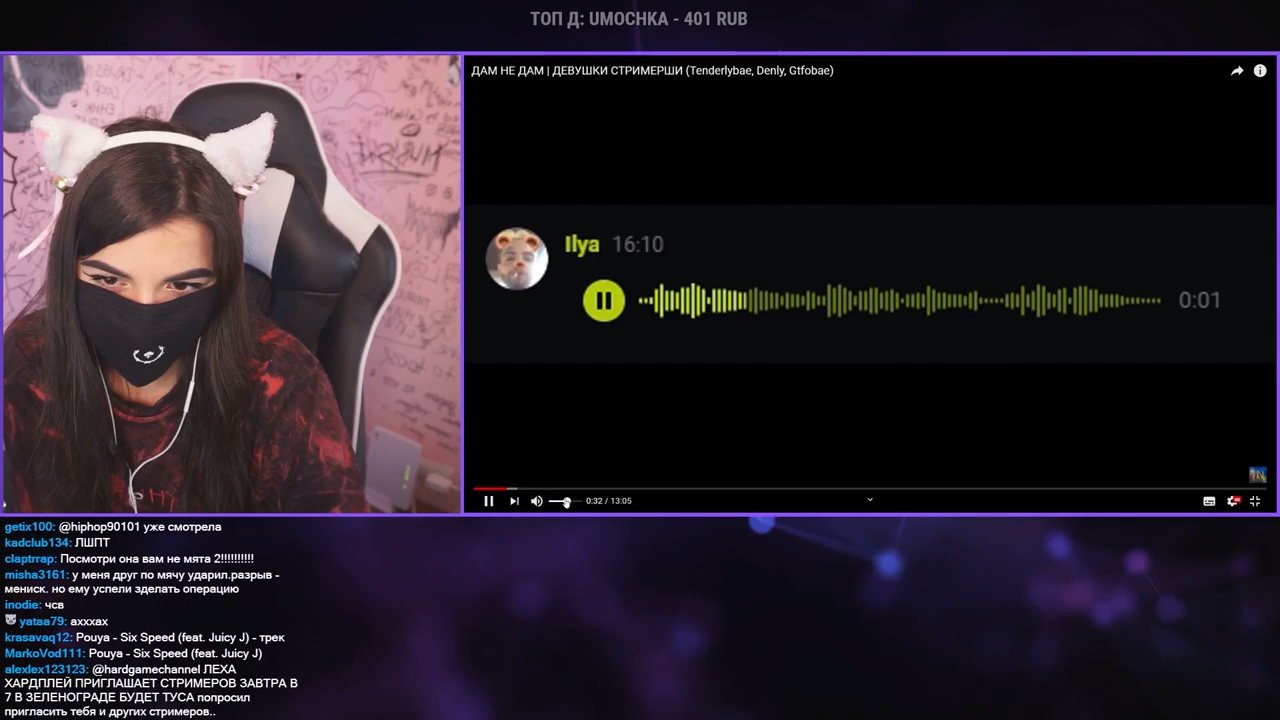 ТОП Д: UMOCHKA - 401 RUB
ДАМ НЕ ДАМ | ДЕВУШКИ СТРИМЕРШИ (Tenderlybae, Denly, Gtfobae)
Ilya 16:10
0:01
0:32 / 13:05
getix100: @hiphop90101 уже смотрела
kadclub134: ЛШПТ
claptrrap: Посмотри она вам не мята 2!!!!!!!!!!
misha3161: у меня друг по мячу ударил.разрыв -
мениск. но ему успели зделать операцию
inodie: чсв
yataa79: ахххах
krasavaq12: Pouya - Six Speed (feat. Juicy J) - трек
MarkoVod111: Pouya - Six Speed (feat. Juicy J)
alexlex123123: @hardgamechannel ЛЕХА
ХАРДПЛЕЙ ПРИГЛАШАЕТ СТРИМЕРОВ ЗАВТРА В
7 В ЗЕЛЕНОГРАДЕ БУДЕТ ТУСА попросил
пригласить тебя и других стримеров..